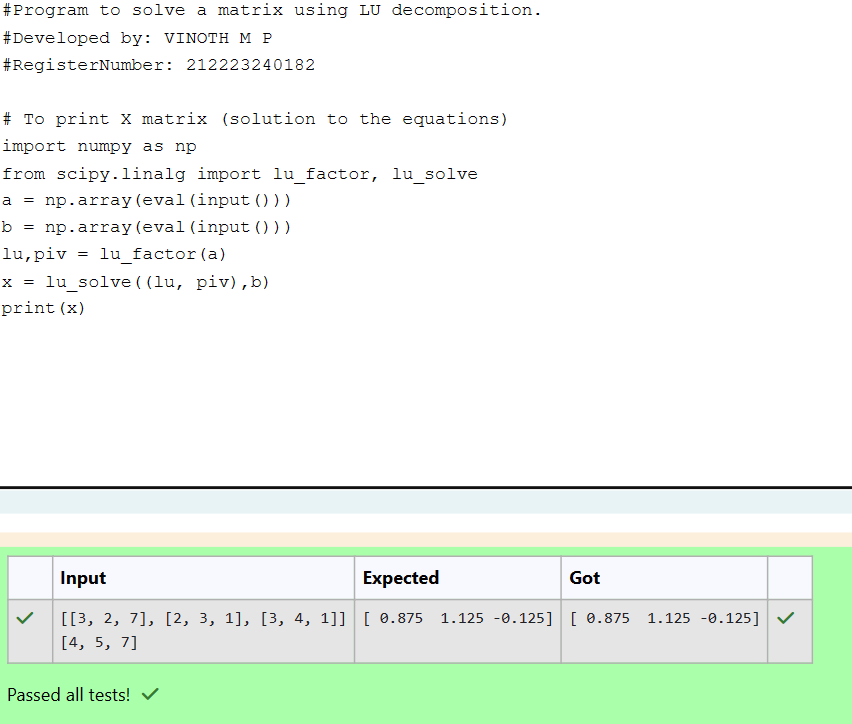 #Program to solve a matrix using LU decomposition.
#Developed by: VINOTH M P
#RegisterNumber: 212223240182
# To print X matrix (solution to the equations)
import numpy as np
from scipy.linalg import lu_factor, lu_solve
a = np.array(eval(input()))
b = np.array(eval(input()))
lu,piv = lu_factor(a)
x = lu_solve((lu, piv),b)
print(x)
Input Expected Got
[[3, 2, 7], [2, 3, 1], [3, 4, 1]] [ 0.875  1.125 -0.125] [ 0.875  1.125 -0.125]
[4, 5, 7]
Passed all tests!